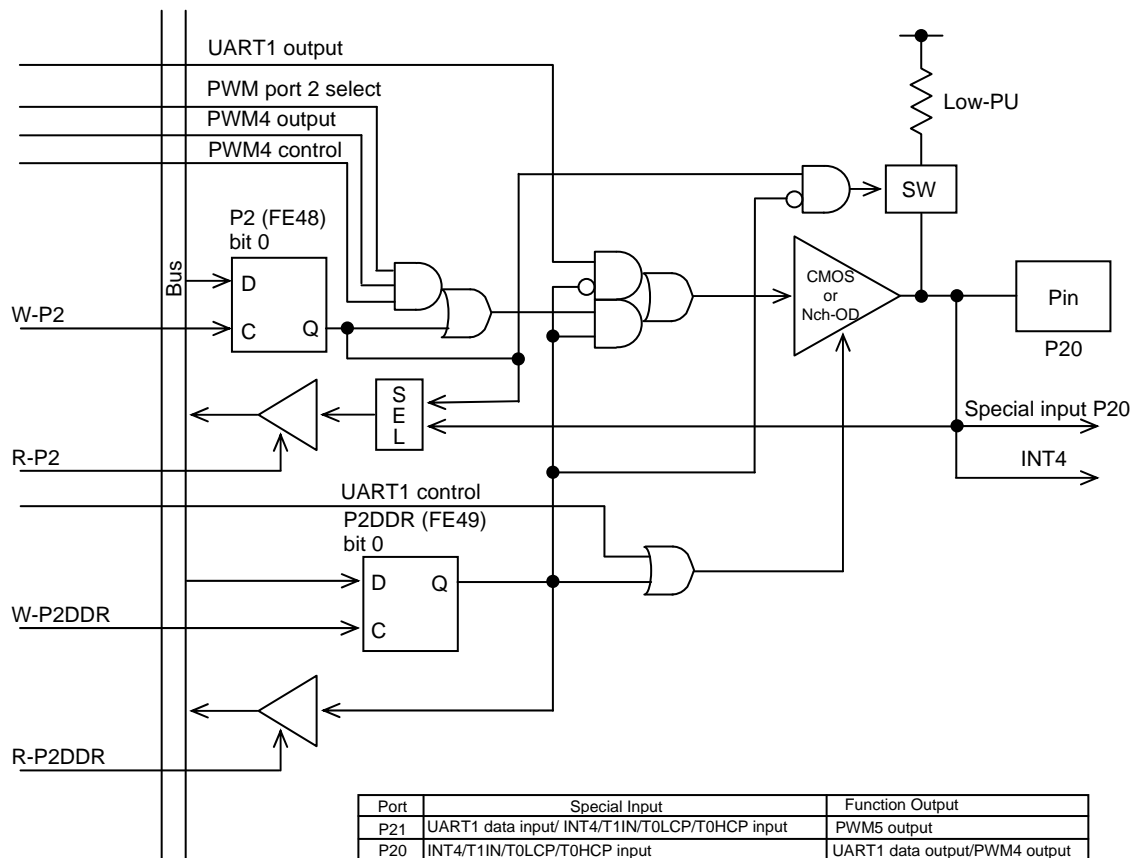 UART1 output
PWM port 2 select
PWM4 output
PWM4 control
Low-PU
SW
P2 (FE48)
bit 0
Bus
D
CMOS
or
Nch-OD
Pin
W-P2
C
Q
P20
S
E
L
Special input P20
R-P2
INT4
UART1 control
P2DDR (FE49)
bit 0
D
Q
W-P2DDR
C
R-P2DDR
Port Special Input Function Output
P21 UART1 data input/ INT4/T1IN/T0LCP/T0HCP input PWM5 output
P20 INT4/T1IN/T0LCP/T0HCP input UART1 data output/PWM4 output